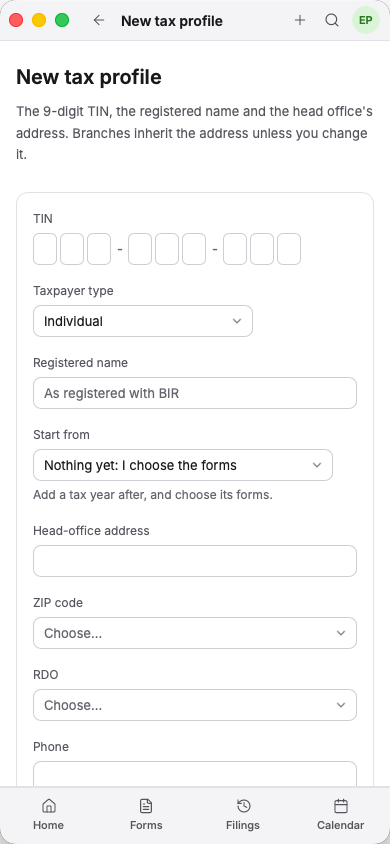 New tax profile
EP
New tax profile
The 9-digit TIN, the registered name and the head office's
address. Branches inherit the address unless you change
it.
TIN
- -
Taxpayer type
Individual
Registered name
As registered with BIR
Start from
Nothing yet: I choose the forms
Add a tax year after, and choose its forms.
Head-office address
ZIP code
Choose...
RDO
Choose...
Phone
Home Forms Filings Calendar